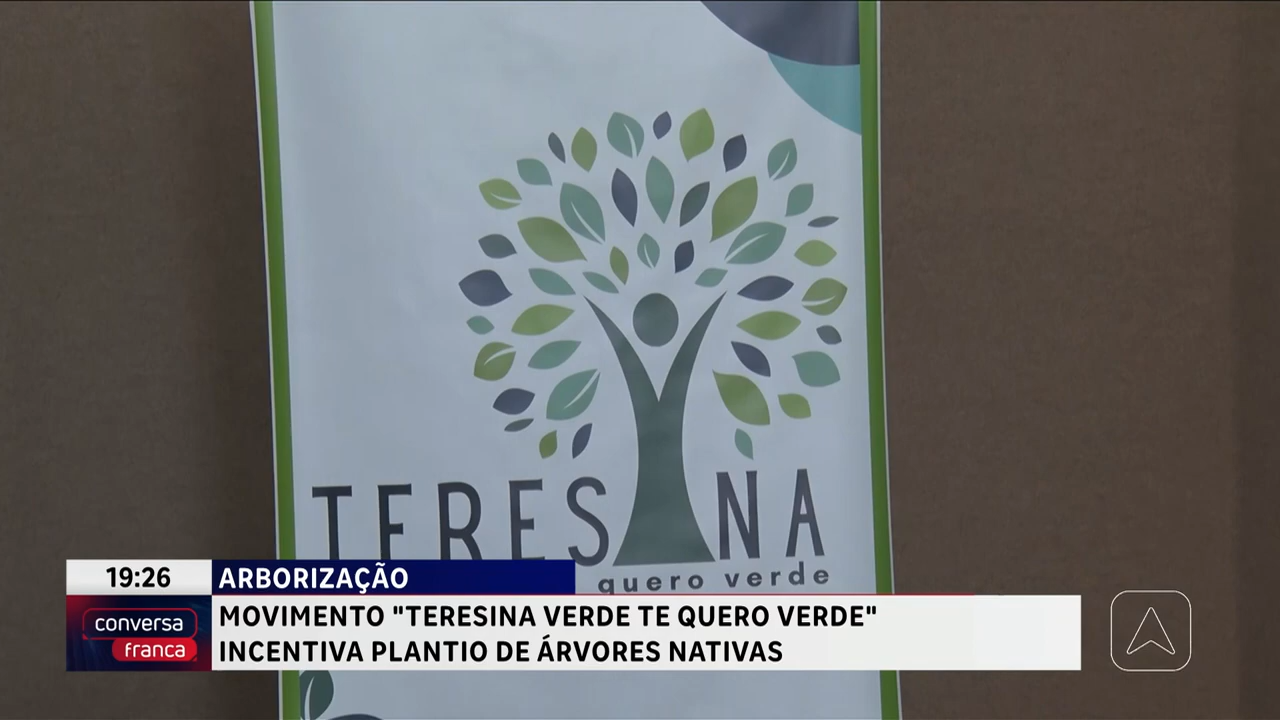 TERESINA
quero verde
19:26
ARBORIZAÇÃO
conversa
franca
MOVIMENTO "TERESINA VERDE TE QUERO VERDE"
INCENTIVA PLANTIO DE ÁRVORES NATIVAS